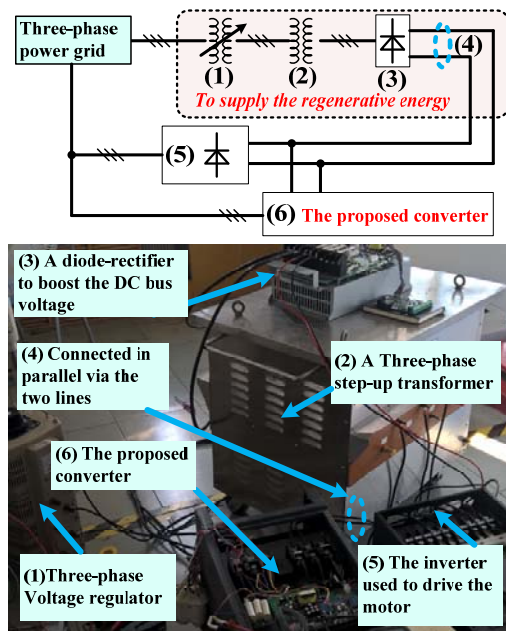 Three-phase
power grid
(1)
(2)
(3)
(4)
To supply the regenerative energy
(5)
(6) The proposed converter
(3) A diode-rectifier
to boost the DC bus
voltage
(4) Connected in
parallel via the
two lines
(2) A Three-phase
step-up transformer
(6) The proposed
converter
(1)Three-phase
Voltage regulator
(5) The inverter
used to drive the
motor